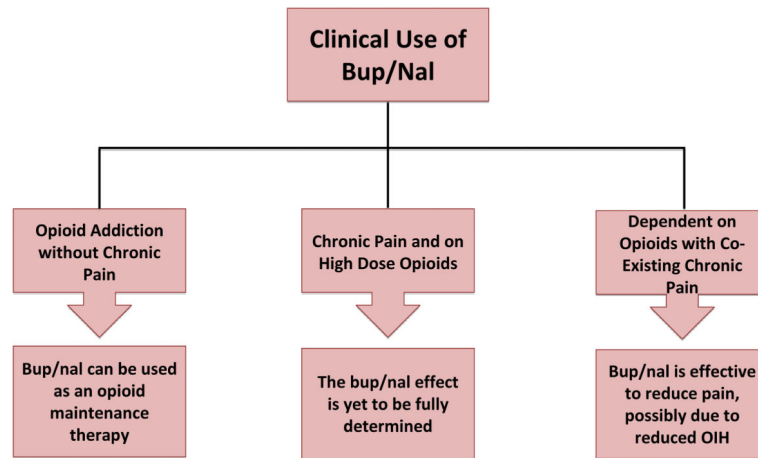 Clinical Use of
Bup/Nal
Opioid Addiction
without Chronic
Pain
Chronic Pain and on
High Dose Opioids
Dependent on
Opioids with Co-
Existing Chronic
Pain
Bup/nal can be used
as an opioid
maintenance
therapy
The bup/nal effect
is yet to be fully
determined
Bup/nal is effective
to reduce pain,
possibly due to
reduced OIH